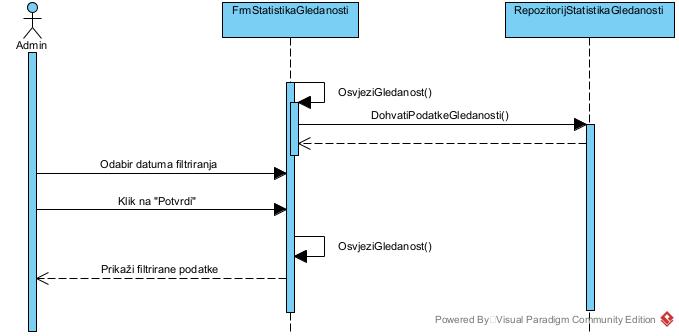 FrmStatistikaGledanosti
RepozitorijStatistikaGledanosti
Admin
OsvjeziGledanost()
DohvatiPodatkeGledanosti()
Odabir datuma filtriranja
Klik na "Potvrdi"
OsvjeziGledanost()
Prikaži filtrirane podatke
Powered By Visual Paradigm Community Edition